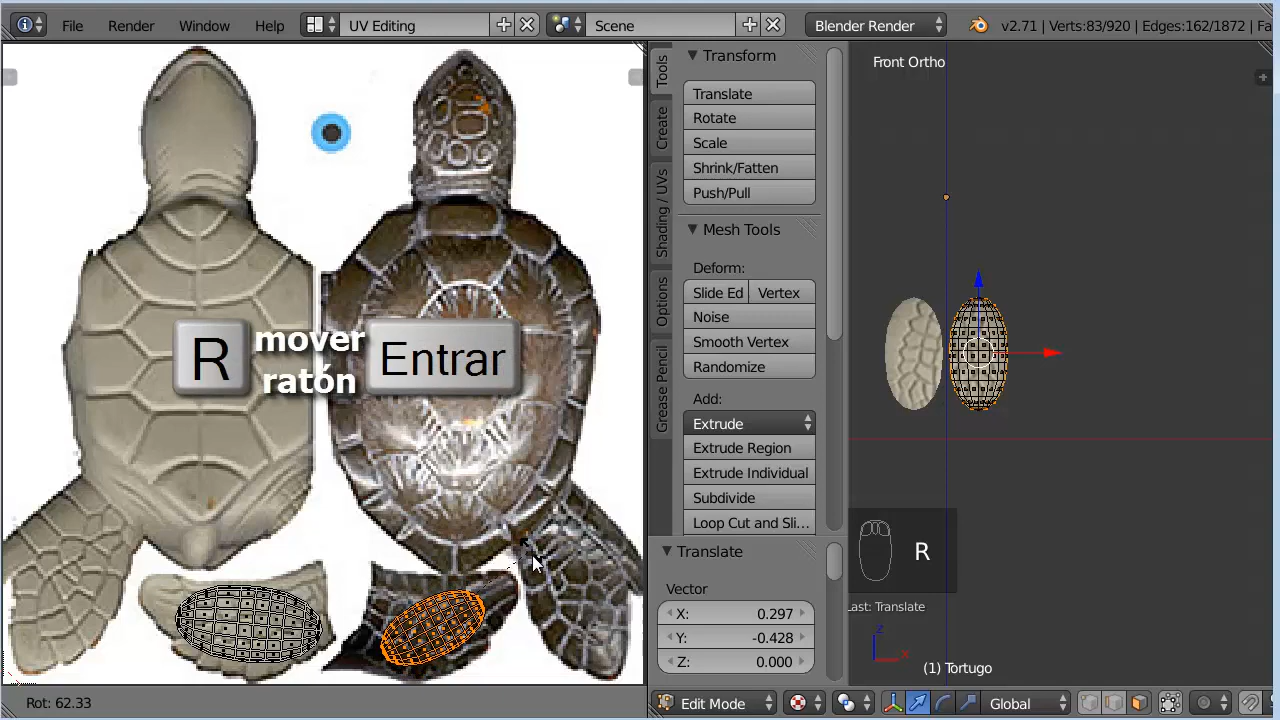 File Render Window Help UV Editing Scene Blender Render v2.71 | Verts:83/920 | Edges:162/1872 | Fa
Tools
Create
Shading / UVs
Options
Grease Pencil
Transform
Translate
Rotate
Scale
Shrink/Fatten
Push/Pull
Mesh Tools
Deform:
Slide Ed Vertex
Noise
Smooth Vertex
Randomize
Add:
Extrude
Extrude Region
Extrude Individual
Subdivide
Loop Cut and Sli...
Translate
Vector
X: 0.297
Y: -0.428
Z: 0.000
Front Ortho
R mover ratón Entrar
R
Last: Translate
z
x
(1) Tortugo
Rot: 62.33
Edit Mode Global